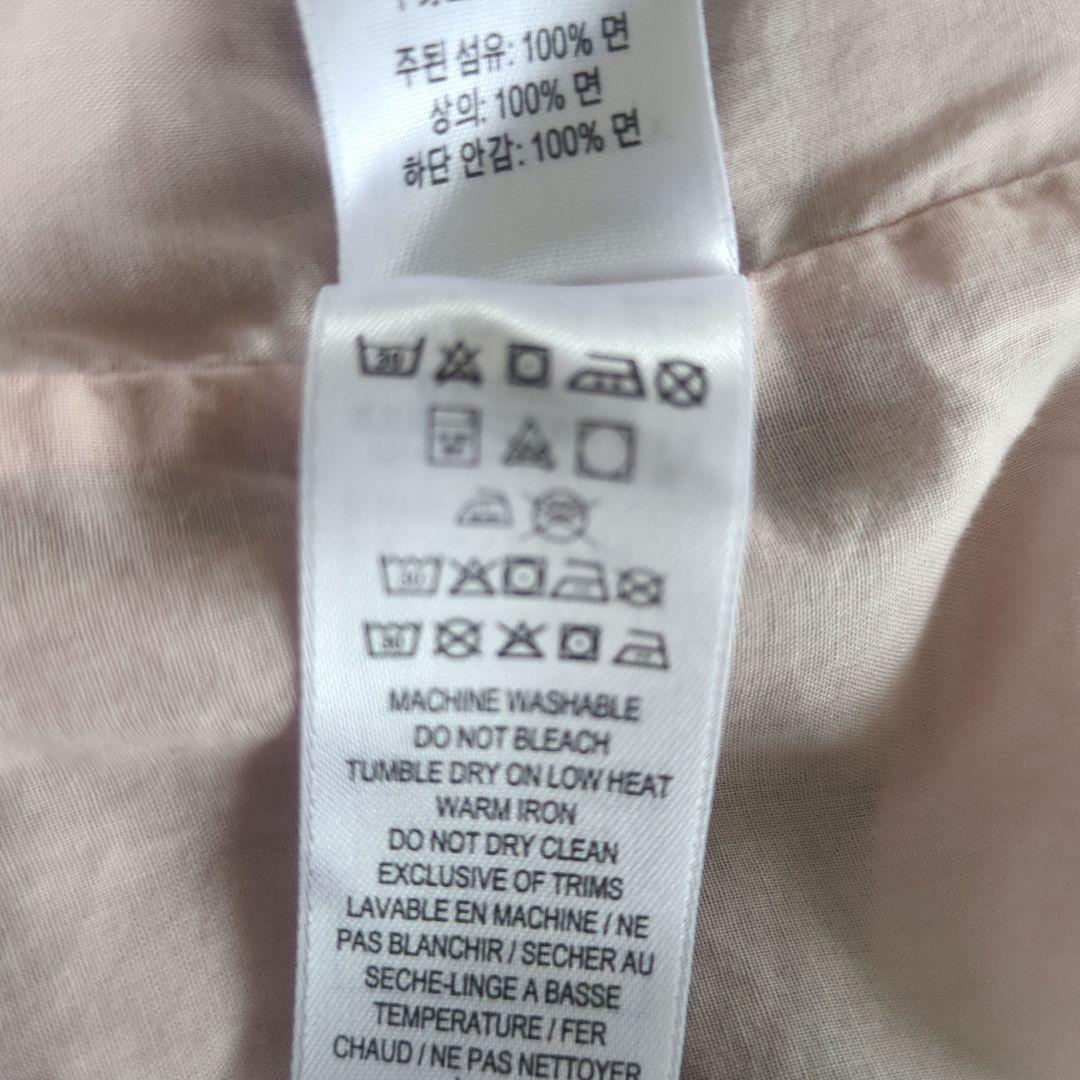 주된 섬유: 100% 면
상의: 100% 면
하단 안감: 100% 면
30
30
MACHINE WASHABLE
DO NOT BLEACH
TUMBLE DRY ON LOW HEAT
WARM IRON
DO NOT DRY CLEAN
EXCLUSIVE OF TRIMS
LAVABLE EN MACHINE / NE
PAS BLANCHIR / SECHER AU
SECHE-LINGE A BASSE
TEMPERATURE / FER
CHAUD / NE PAS NETTOYER